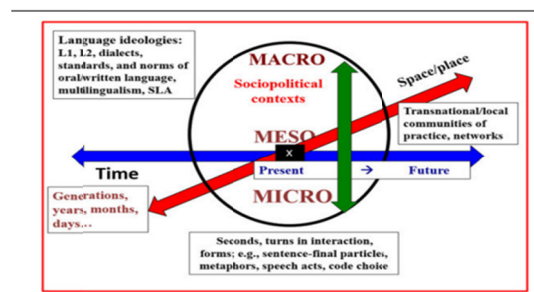 Language ideologies:
L1, L2, dialects,
standards, and norms of
oral/written language,
multilingualism, SLA
MACRO
Sociopolitical
contexts
Space/place
Transnational/local
communities of
practice, networks
MESO
x
Time
Present → Future
Generations,
years, months,
days...
MICRO
Seconds, turns in interaction,
forms; e.g., sentence-final particles,
metaphors, speech acts, code choice